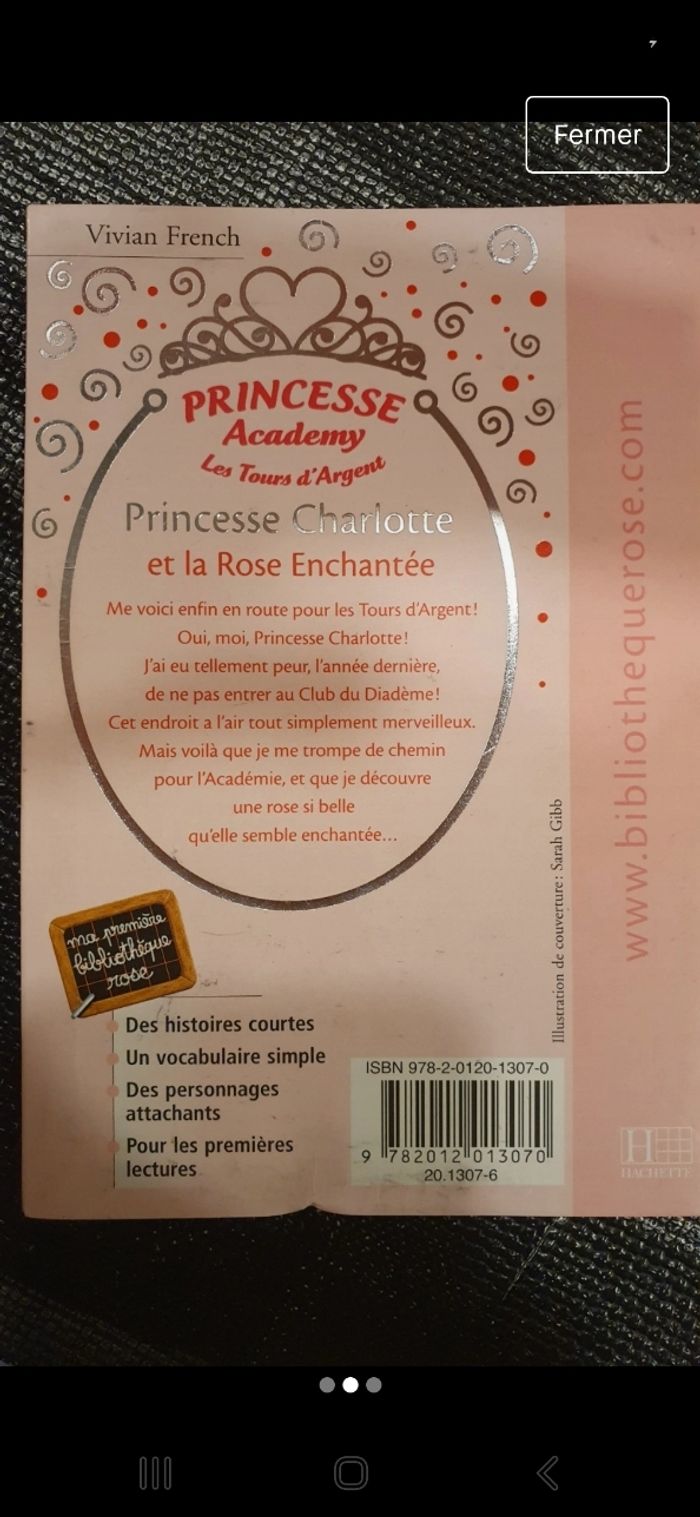 Fermer
Vivian French
PRINCESSE
Academy
Les Tours d'Argent
Princesse Charlotte
et la Rose Enchantée
Me voici enfin en route pour les Tours d'Argent!
Oui, moi, Princesse Charlotte!
J'ai eu tellement peur, l'année dernière,
de ne pas entrer au Club du Diadème!
Cet endroit a l'air tout simplement merveilleux.
Mais voilà que je me trompe de chemin
pour l'Académie, et que je découvre
une rose si belle
qu'elle semble enchantée...
ma première
bibliothèque
rose
Des histoires courtes
Un vocabulaire simple
Des personnages
attachants
Pour les premières
lectures
Illustration de couverture: Sarah Gibb
ISBN 978-2-0120-1307-0
9 782012 013070
20.1307-6
www.bibliothequerose.com
H
HACHETTE